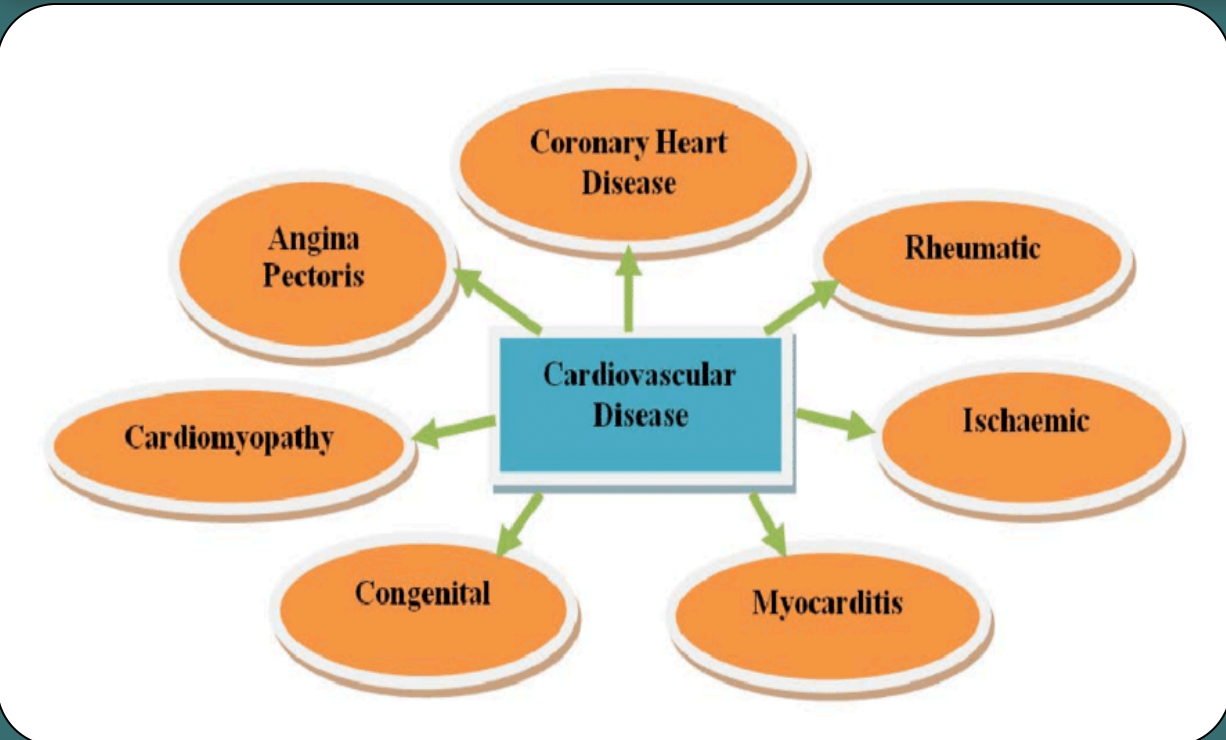 Coronary Heart
Disease
Angina
Pectoris
Rheumatic
Cardiovascular
Disease
Ischaemic
Cardiomyopathy
Congenital
Myocarditis